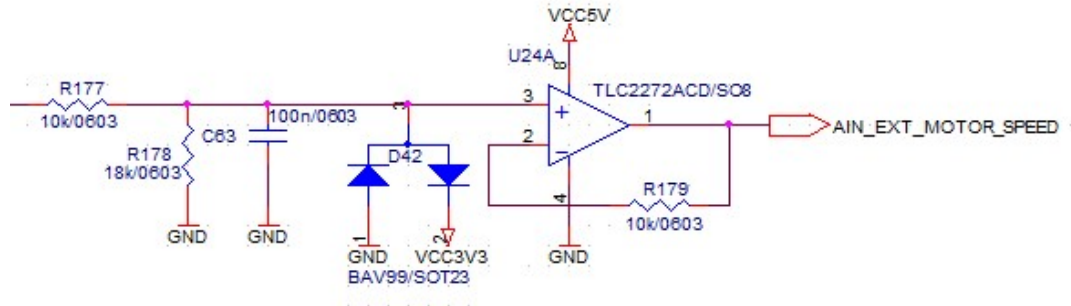 VCC5V
U24A
8
R177
10k/0603
R178
18k/0603
C63
100n/0603
3
D42
3
2
TLC2272ACD/SO8
1
AIN_EXT_MOTOR_SPEED
4
R179
10k/0603
GND
GND
1
GND
2
VCC3V3
GND
BAV99/SOT23